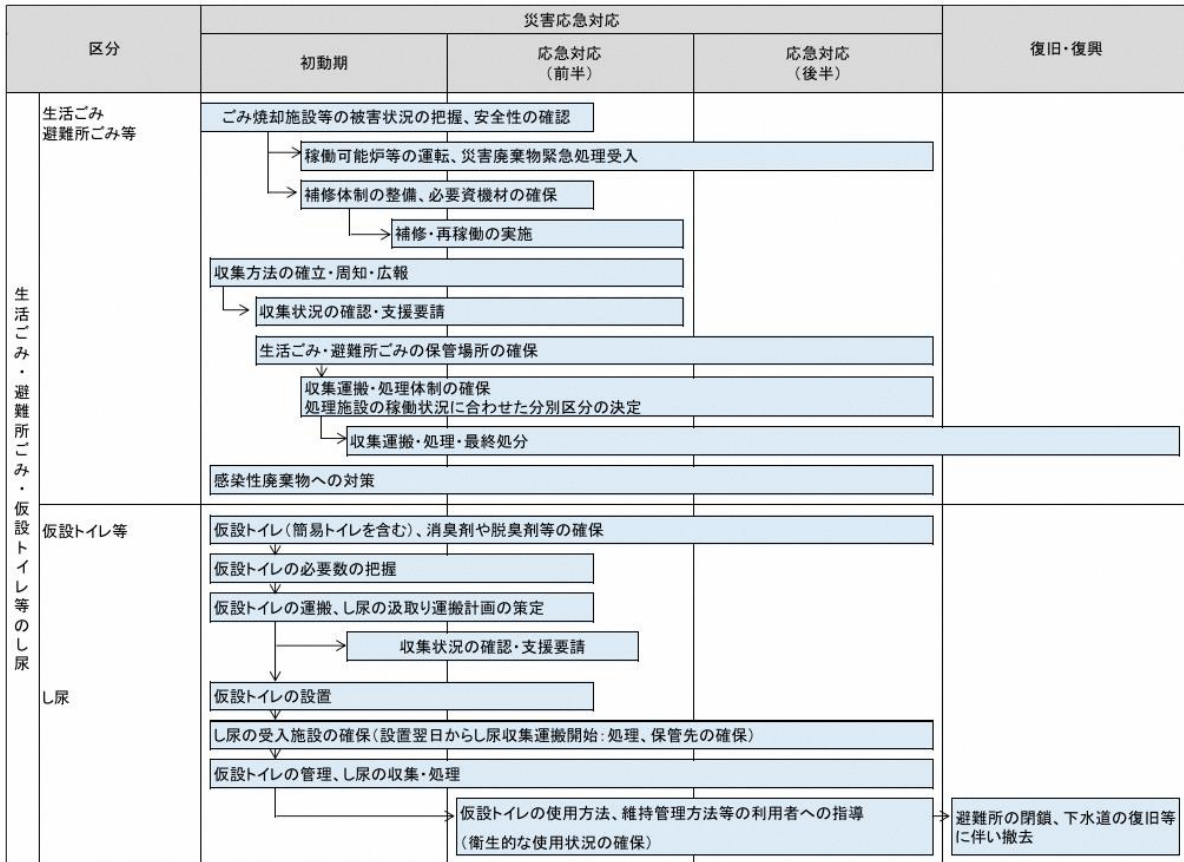 区分
災害応急対応
復旧・復興
初動期
応急対応
(前半)
応急対応
(後半)
生活ごみ・避難所ごみ・仮設トイレ等のし尿
生活ごみ
避難所ごみ等
ごみ焼却施設等の被害状況の把握、安全性の確認
稼働可能炉等の運転、災害廃棄物緊急処理受入
補修体制の整備、必要資機材の確保
補修・再稼働の実施
収集方法の確立・周知・広報
収集状況の確認・支援要請
生活ごみ・避難所ごみの保管場所の確保
収集運搬・処理体制の確保
処理施設の稼働状況に合わせた分別区分の決定
収集運搬・処理・最終処分
感染性廃棄物への対策
仮設トイレ等
仮設トイレ(簡易トイレを含む)、消臭剤や脱臭剤等の確保
仮設トイレの必要数の把握
仮設トイレの運搬、し尿の汲取り運搬計画の策定
収集状況の確認・支援要請
し尿
仮設トイレの設置
し尿の受入施設の確保(設置翌日からし尿収集運搬開始:処理、保管先の確保)
仮設トイレの管理、し尿の収集・処理
仮設トイレの使用方法、維持管理方法等の利用者への指導
(衛生的な使用状況の確保)
避難所の閉鎖、下水道の復旧等
に伴い撤去